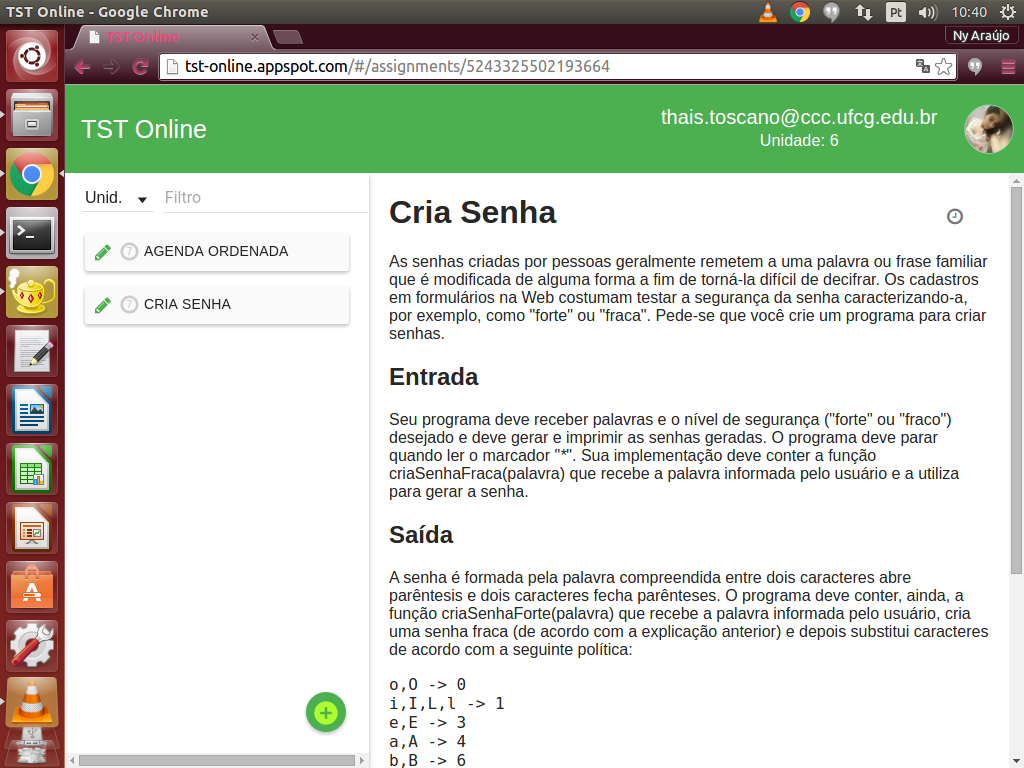 TST Online - Google Chrome
Pt
10:40
TST Online
Ny Araújo
tst-online.appspot.com/#/assignments/5243325502193664
TST Online
thais.toscano@ccc.ufcg.edu.br
Unidade: 6
Unid.
Filtro
7 AGENDA ORDENADA
7 CRIA SENHA
Cria Senha
As senhas criadas por pessoas geralmente remetem a uma palavra ou frase familiar
que é modificada de alguma forma a fim de torná-la difícil de decifrar. Os cadastros
em formulários na Web costumam testar a segurança da senha caracterizando-a,
por exemplo, como "forte" ou "fraca". Pede-se que você crie um programa para criar
senhas.
Entrada
Seu programa deve receber palavras e o nível de segurança ("forte" ou "fraco")
desejado e deve gerar e imprimir as senhas geradas. O programa deve parar
quando ler o marcador "*". Sua implementação deve conter a função
criaSenhaFraca(palavra) que recebe a palavra informada pelo usuário e a utiliza
para gerar a senha.
Saída
A senha é formada pela palavra compreendida entre dois caracteres abre
parêntesis e dois caracteres fecha parênteses. O programa deve conter, ainda, a
função criaSenhaForte(palavra) que recebe a palavra informada pelo usuário, cria
uma senha fraca (de acordo com a explicação anterior) e depois substitui caracteres
de acordo com a seguinte política:
o,O -> 0
i,I,L,l -> 1
e,E -> 3
a,A -> 4
b,B -> 6